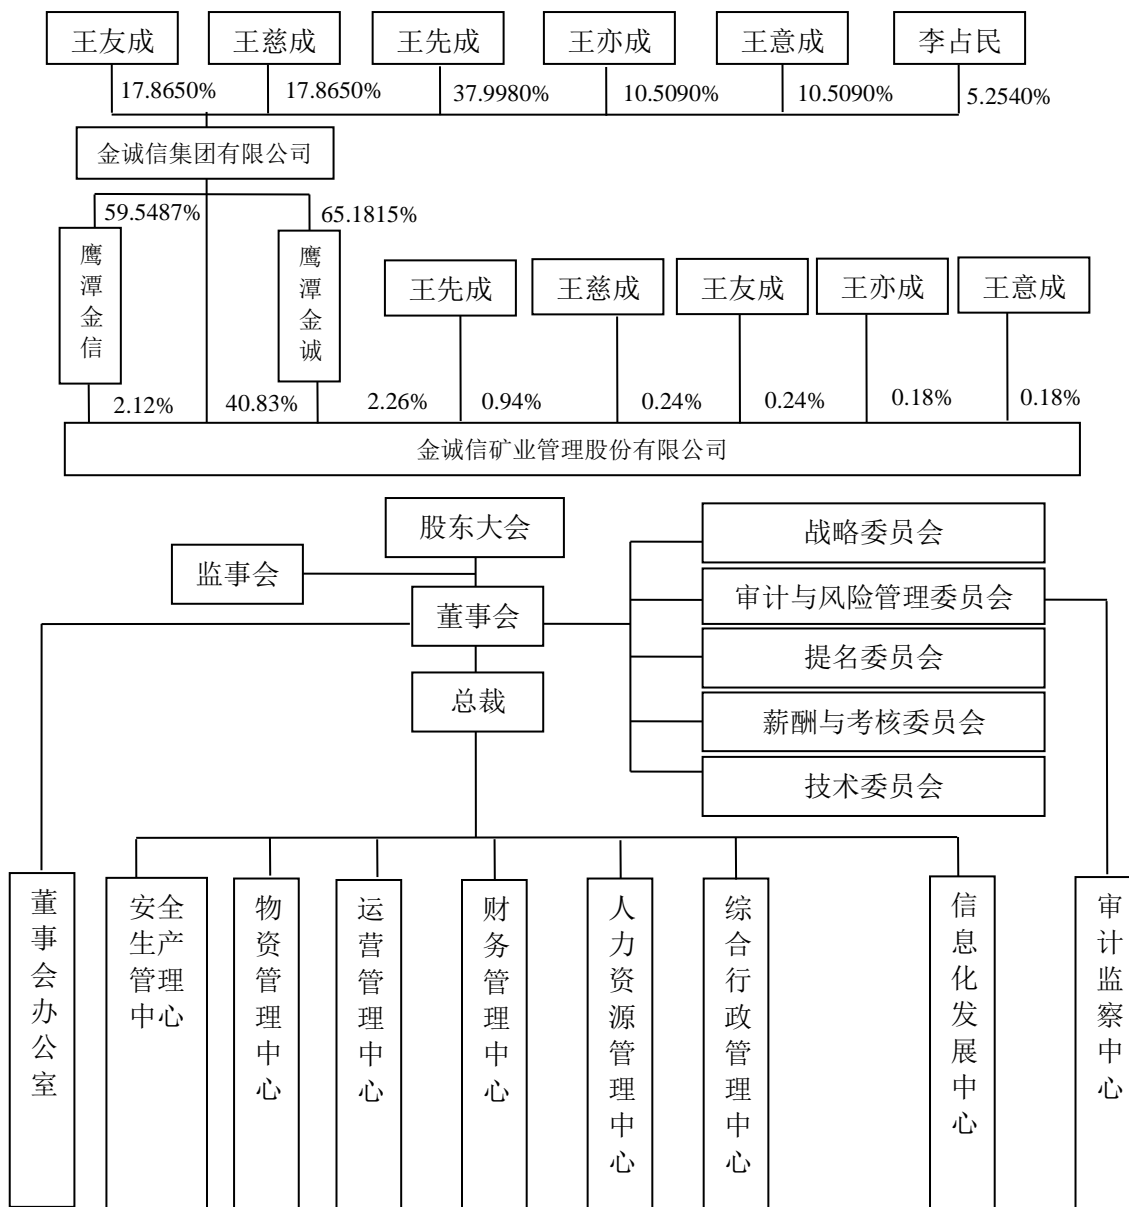 王友成 王慈成 王先成 王亦成 王意成 李占民
17.8650% 17.8650% 37.9980% 10.5090% 10.5090% 5.2540%
金诚信集团有限公司
59.5487% 65.1815%
鹰潭金信
鹰潭金诚
王先成 王慈成 王友成 王亦成 王意成
2.12% 40.83% 2.26% 0.94% 0.24% 0.24% 0.18% 0.18%
金诚信矿业管理股份有限公司
股东大会
监事会
董事会
总裁
战略委员会
审计与风险管理委员会
提名委员会
薪酬与考核委员会
技术委员会
董事会办公室
安全生产管理中心
物资管理中心
运营管理中心
财务管理中心
人力资源管理中心
综合行政管理中心
信息化发展中心
审计监察中心